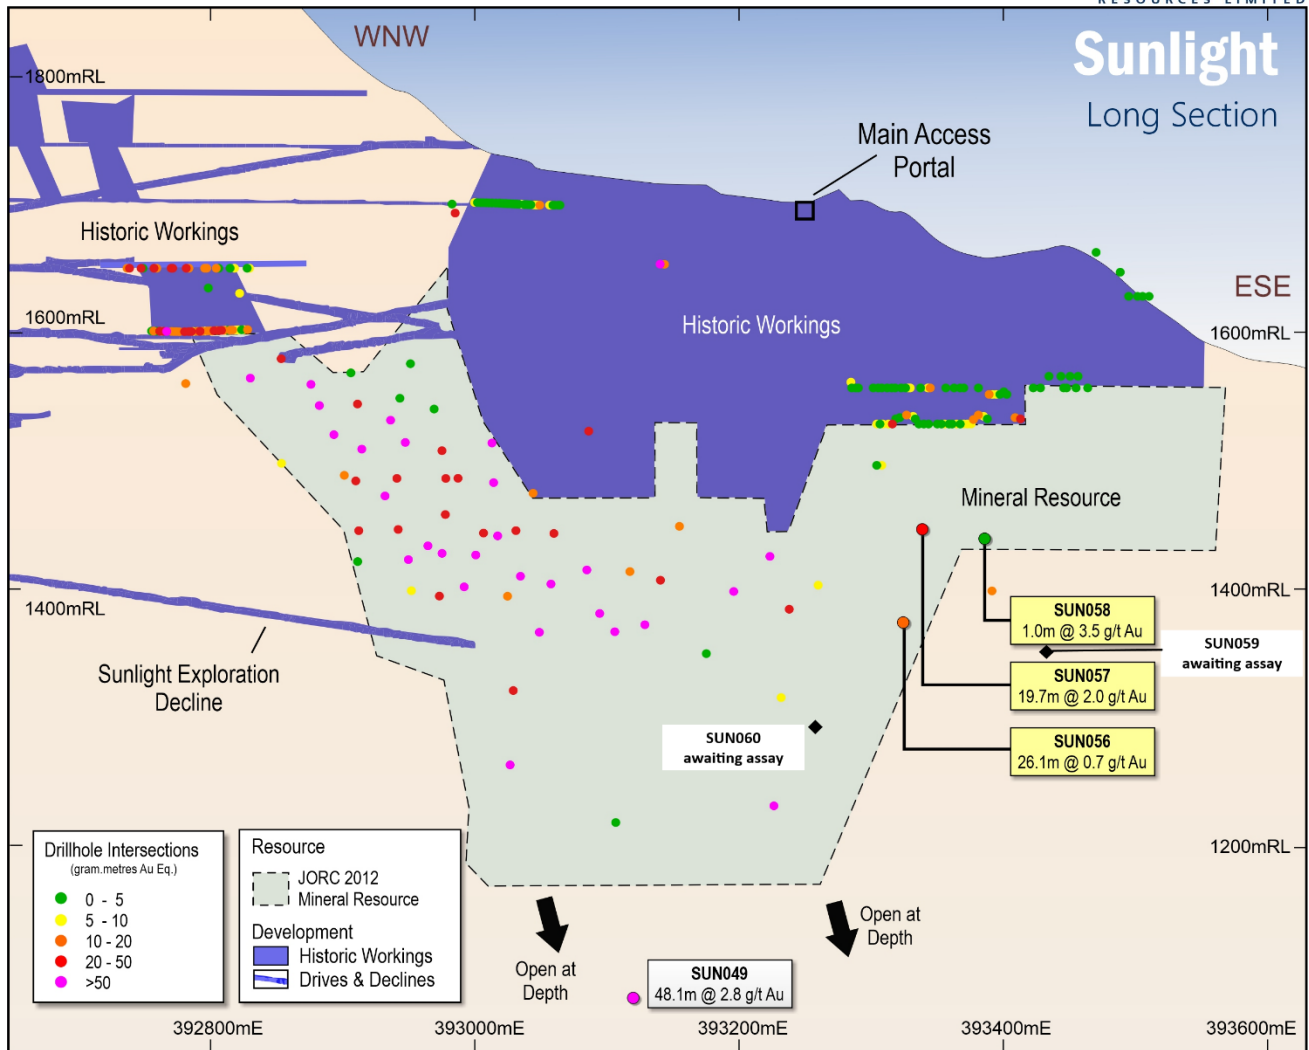 RESOURCES LIMITED
WNW
Sunlight
Long Section
1800mRL
Main Access
Portal
Historic Workings
ESE
1600mRL
1600mRL
Historic Workings
Mineral Resource
1400mRL
1400mRL
SUN058
1.0m @ 3.5 g/t Au
SUN059
awaiting assay
Sunlight Exploration
Decline
SUN057
19.7m @ 2.0 g/t Au
SUN060
awaiting assay
SUN056
26.1m @ 0.7 g/t Au
1200mRL
Drillhole Intersections
(gram.metres Au Eq.)
0 - 5
5 - 10
10 - 20
20 - 50
>50
Resource
JORC 2012
Mineral Resource
Development
Historic Workings
Drives & Declines
Open at
Depth
Open at
Depth
SUN049
48.1m @ 2.8 g/t Au
392800mE
393000mE
393200mE
393400mE
393600mE